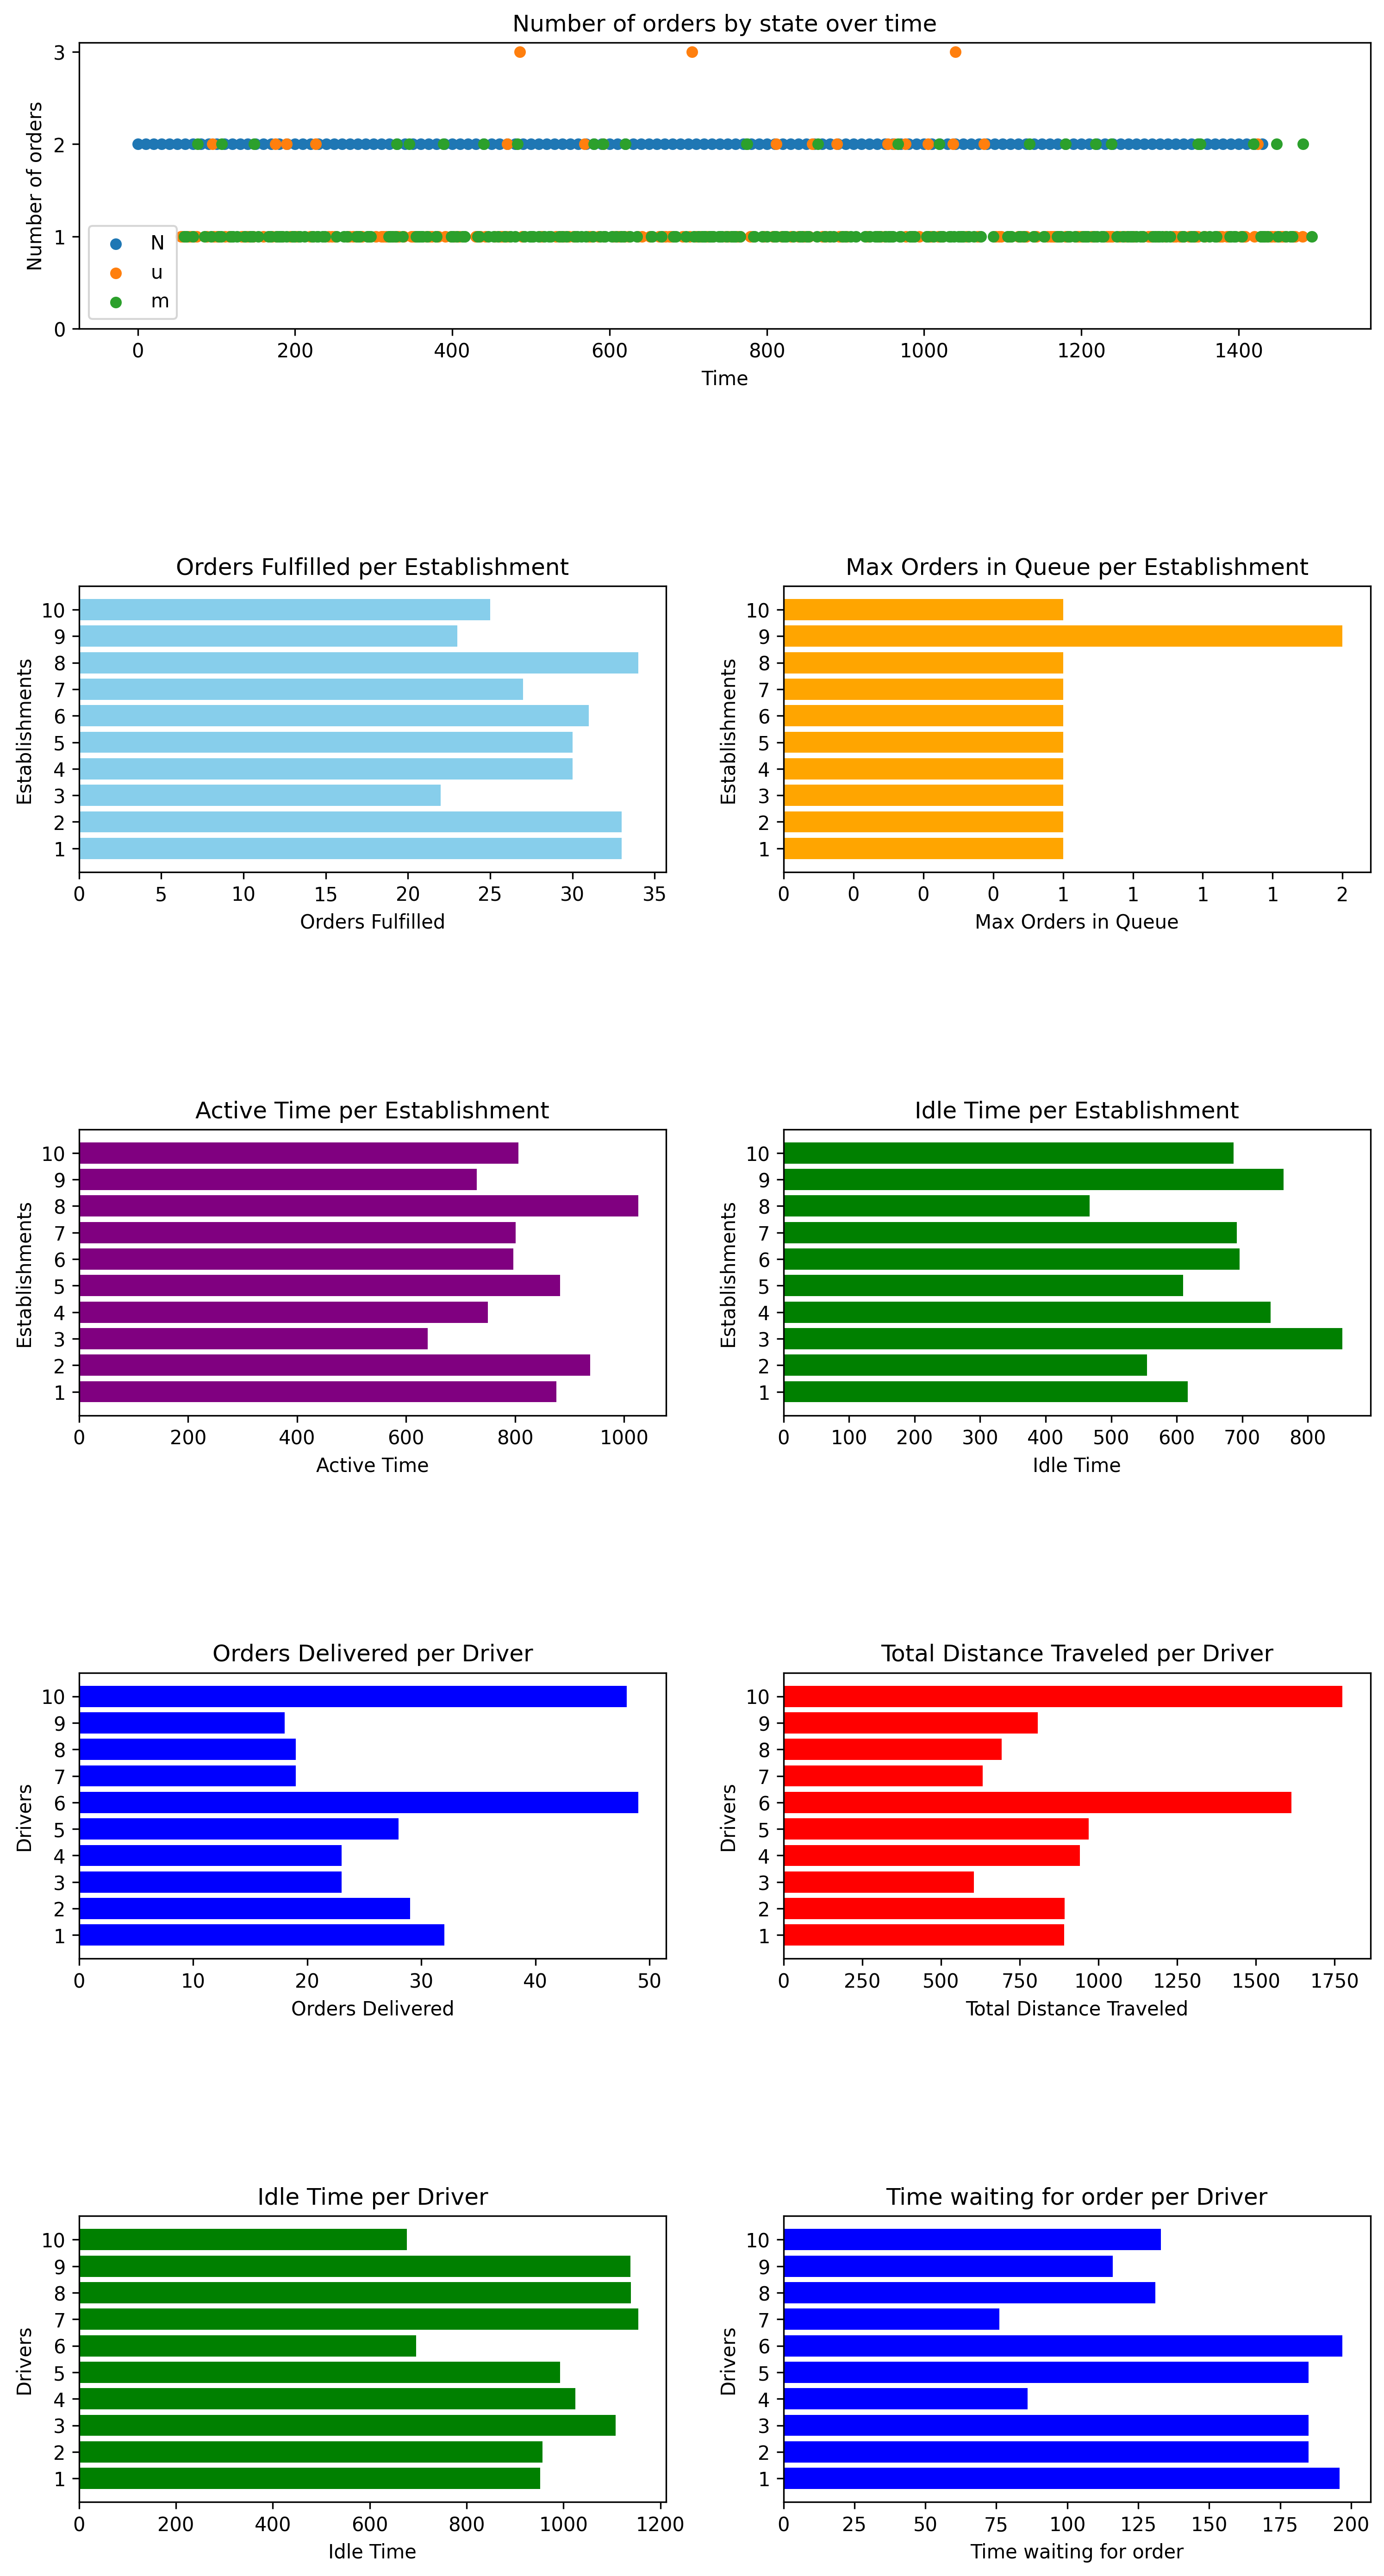 Number of orders by state over time
Number of orders
3
2
1
0
N
u
m
0 200 400 600 800 1000 1200 1400
Time
Orders Fulfilled per Establishment
Establishments
10
9
8
7
6
5
4
3
2
1
0 5 10 15 20 25 30 35
Orders Fulfilled
Max Orders in Queue per Establishment
Establishments
10
9
8
7
6
5
4
3
2
1
0 0 0 0 1 1 1 1 2
Max Orders in Queue
Active Time per Establishment
Establishments
10
9
8
7
6
5
4
3
2
1
0 200 400 600 800 1000
Active Time
Idle Time per Establishment
Establishments
10
9
8
7
6
5
4
3
2
1
0 100 200 300 400 500 600 700 800
Idle Time
Orders Delivered per Driver
Drivers
10
9
8
7
6
5
4
3
2
1
0 10 20 30 40 50
Orders Delivered
Total Distance Traveled per Driver
Drivers
10
9
8
7
6
5
4
3
2
1
0 250 500 750 1000 1250 1500 1750
Total Distance Traveled
Idle Time per Driver
Drivers
10
9
8
7
6
5
4
3
2
1
0 200 400 600 800 1000 1200
Idle Time
Time waiting for order per Driver
Drivers
10
9
8
7
6
5
4
3
2
1
0 25 50 75 100 125 150 175 200
Time waiting for order